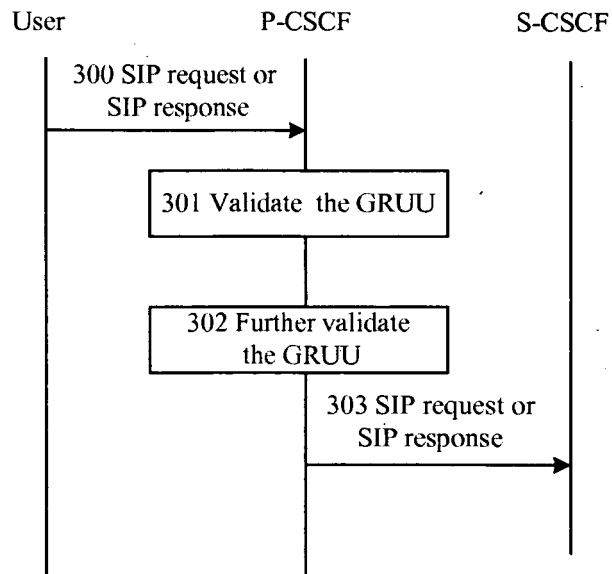 User
P-CSCF
S-CSCF
300 SIP request or
SIP response
301 Validate the GRUU
302 Further validate
the GRUU
303 SIP request or
SIP response